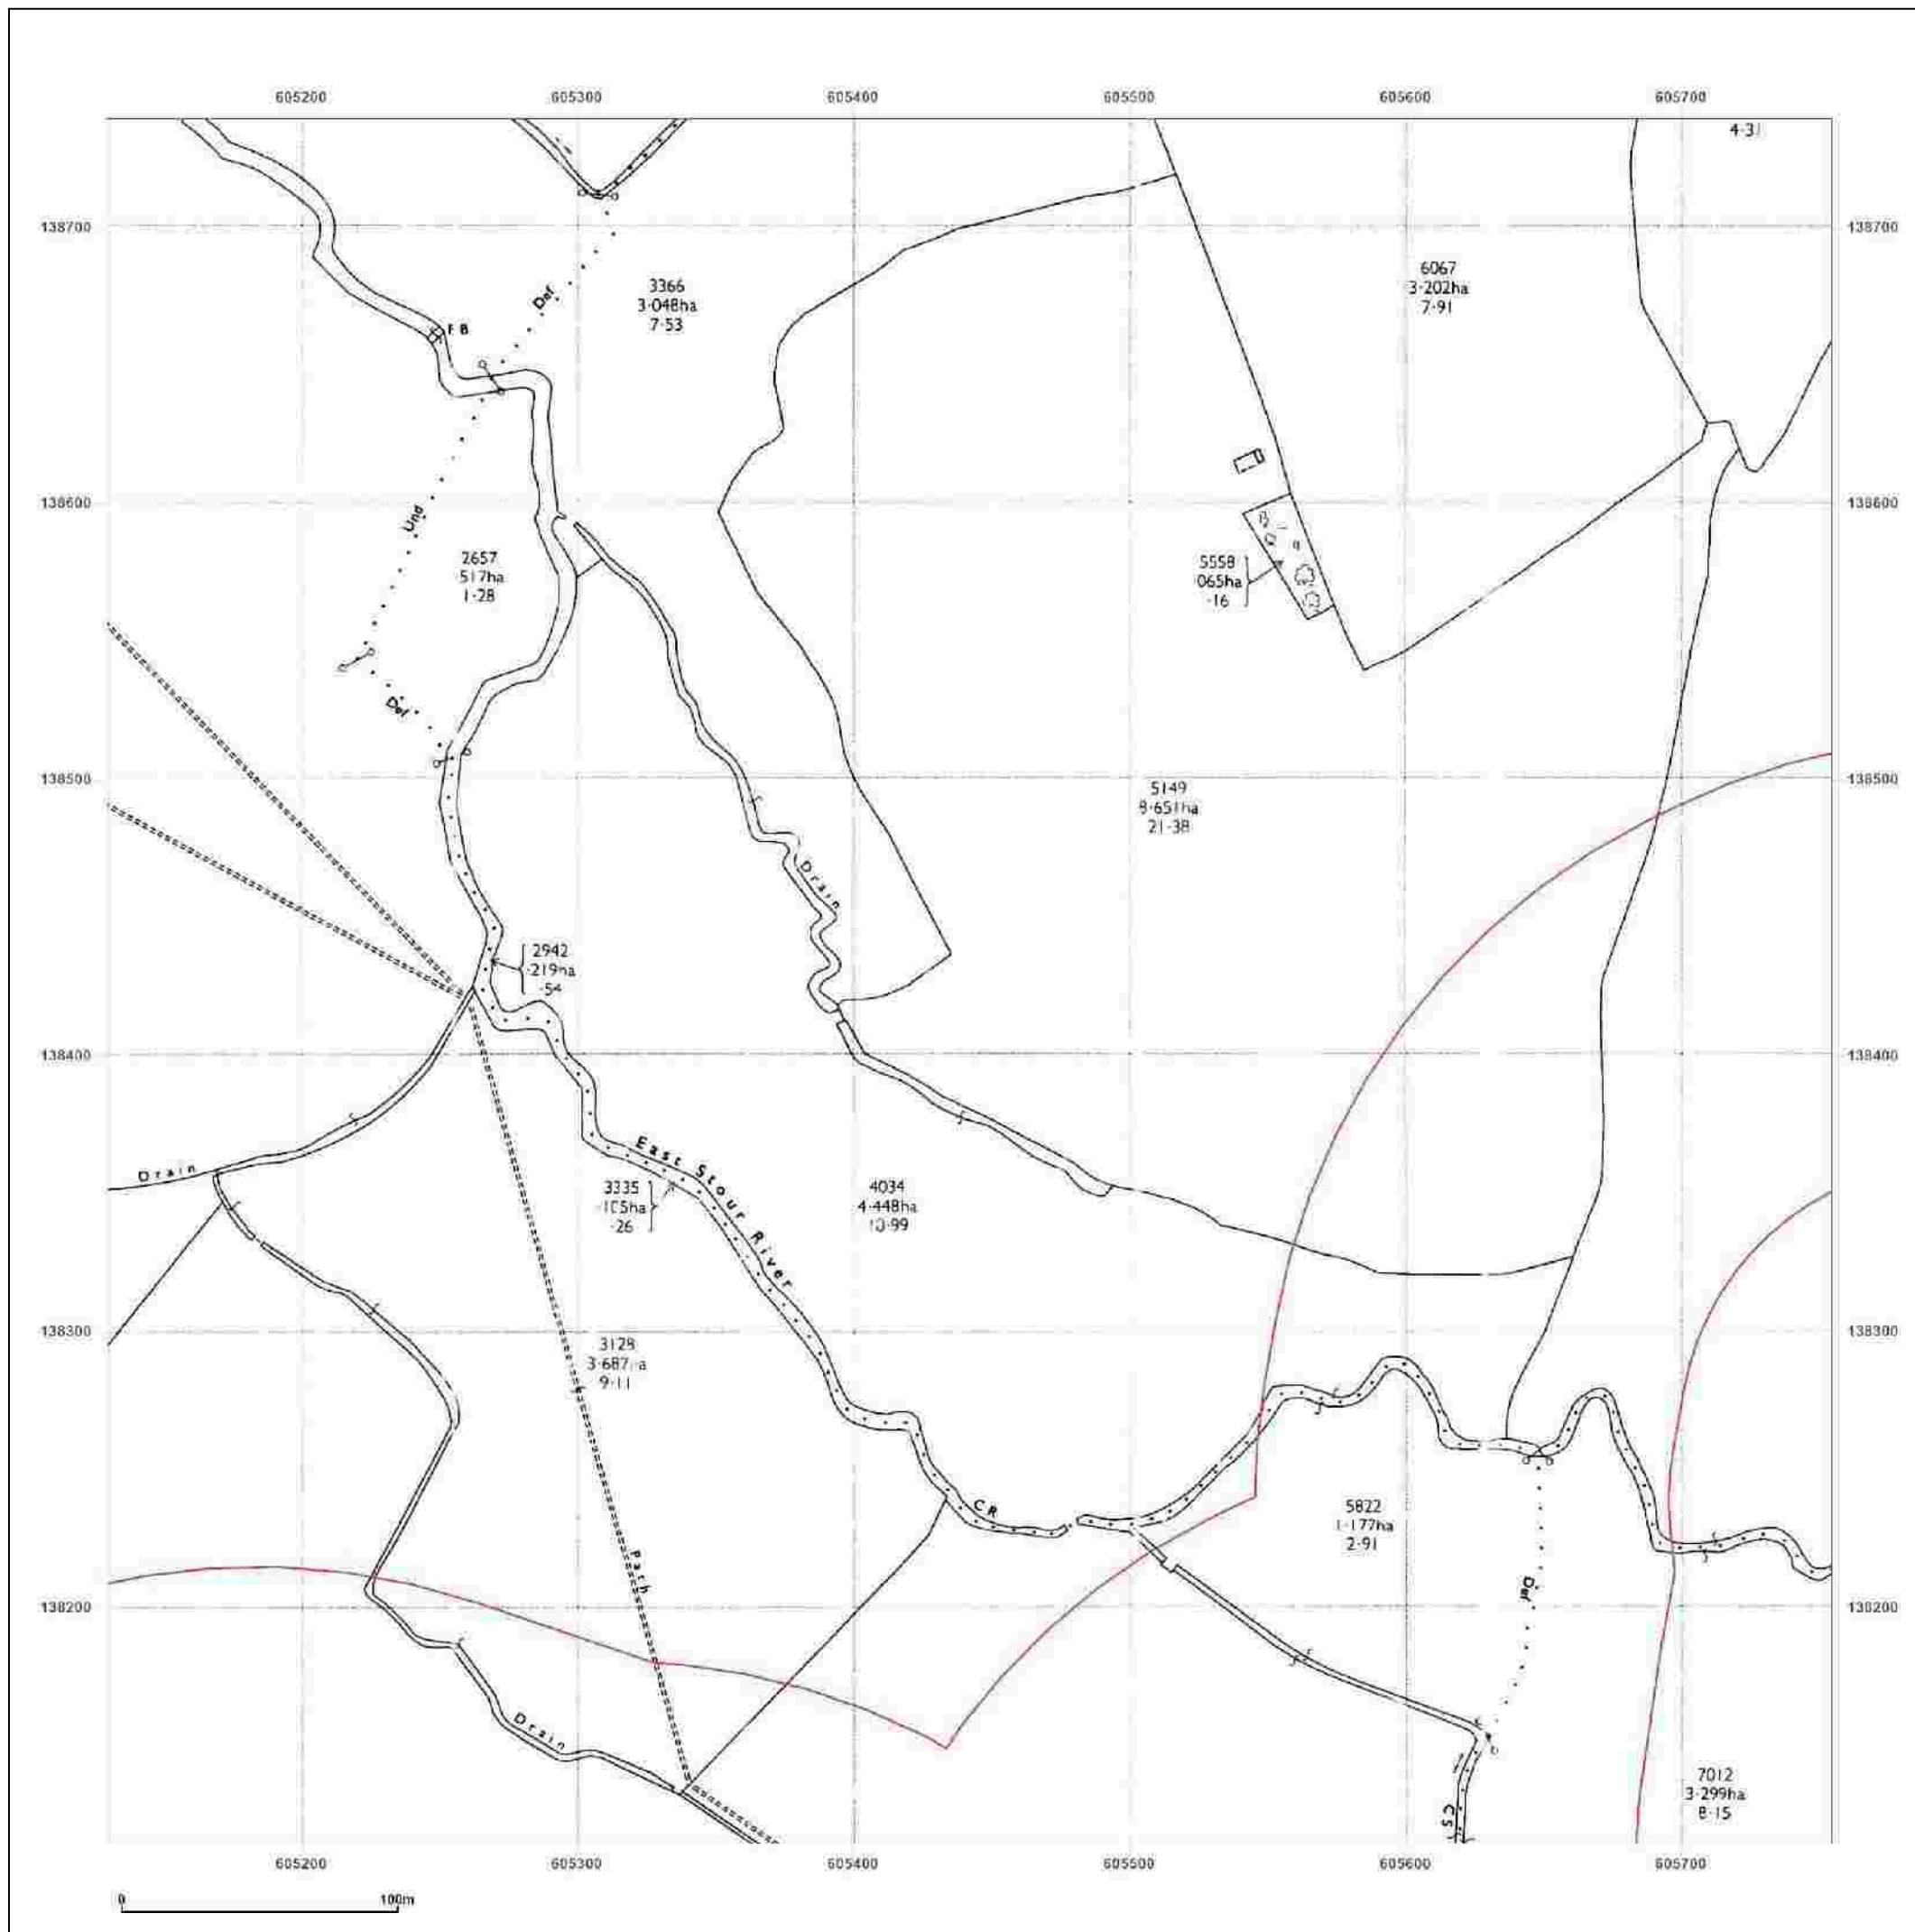 605200 605300 605400 605500 605600 605700
4·31
138700 138700
3366
3·048ha
7·53
6067
3·202ha
7·91
Def
FB
138600 138600
Und
2657
·517ha
1·28
5558
·065ha
·16
Def
138500 138500
5149
8·651ha
21·38
Drain
2942
·219ha
·54
138400 138400
East Stour River
Drain
3335
·105ha
·26
4034
4·448ha
10·99
138300 138300
3128
3·687ha
9·11
CR
5822
1·177ha
2·91
Path
Def
138200 138200
Drain
7012
3·299ha
8·15
CS
605200 605300 605400 605500 605600 605700
0 100m